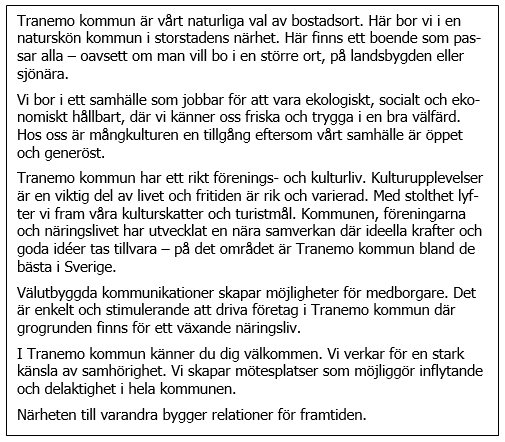 Tranemo kommun är vårt naturliga val av bostadsort. Här bor vi i en
naturskön kommun i storstadens närhet. Här finns ett boende som pas-
sar alla – oavsett om man vill bo i en större ort, på landsbygden eller
sjönära.
Vi bor i ett samhälle som jobbar för att vara ekologiskt, socialt och eko-
nomiskt hållbart, där vi känner oss friska och trygga i en bra välfärd.
Hos oss är mångkulturen en tillgång eftersom vårt samhälle är öppet
och generöst.
Tranemo kommun har ett rikt förenings- och kulturliv. Kulturupplevelser
är en viktig del av livet och fritiden är rik och varierad. Med stolthet lyf-
ter vi fram våra kulturskatter och turistmål. Kommunen, föreningarna
och näringslivet har utvecklat en nära samverkan där ideella krafter och
goda idéer tas tillvara – på det området är Tranemo kommun bland de
bästa i Sverige.
Välutbyggda kommunikationer skapar möjligheter för medborgare. Det
är enkelt och stimulerande att driva företag i Tranemo kommun där
grogrunden finns för ett växande näringsliv.
I Tranemo kommun känner du dig välkommen. Vi verkar för en stark
känsla av samhörighet. Vi skapar mötesplatser som möjliggör inflytande
och delaktighet i hela kommunen.
Närheten till varandra bygger relationer för framtiden.